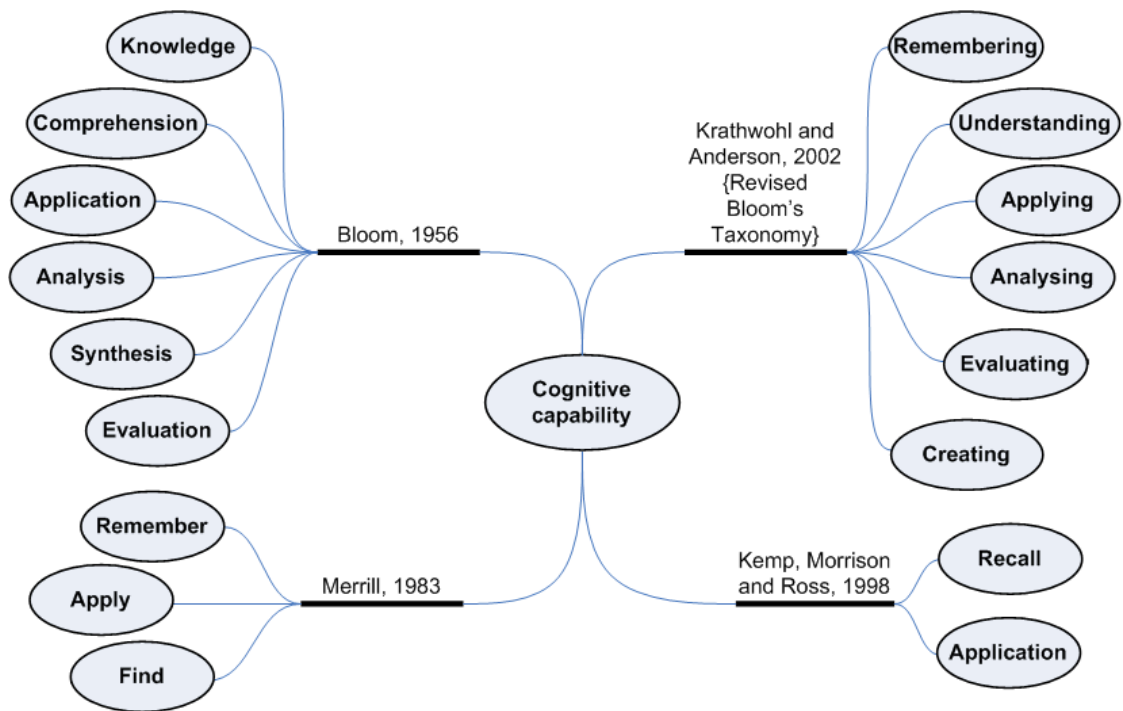 Knowledge
Comprehension
Application
Analysis
Synthesis
Evaluation
Bloom, 1956
Krathwohl and
Anderson, 2002
{Revised
Bloom's
Taxonomy}
Remembering
Understanding
Applying
Analysing
Evaluating
Creating
Cognitive
capability
Remember
Apply
Find
Merrill, 1983
Kemp, Morrison
and Ross, 1998
Recall
Application